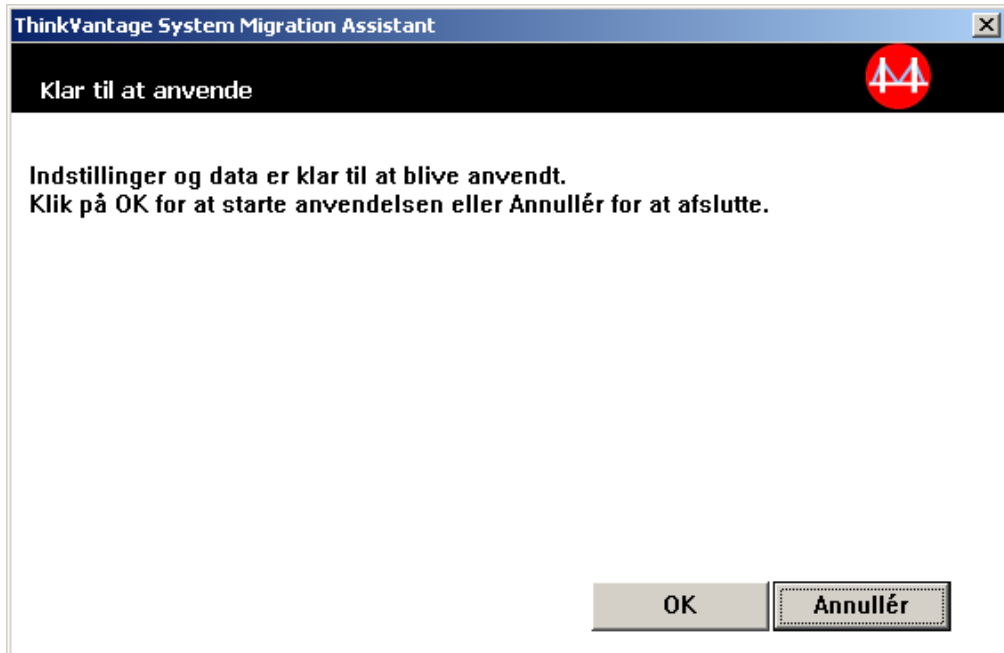 ThinkVantage System Migration Assistant
Klar til at anvende
Indstillinger og data er klar til at blive anvendt.
Klik på OK for at starte anvendelsen eller Annullér for at afslutte.
OK
Annullér